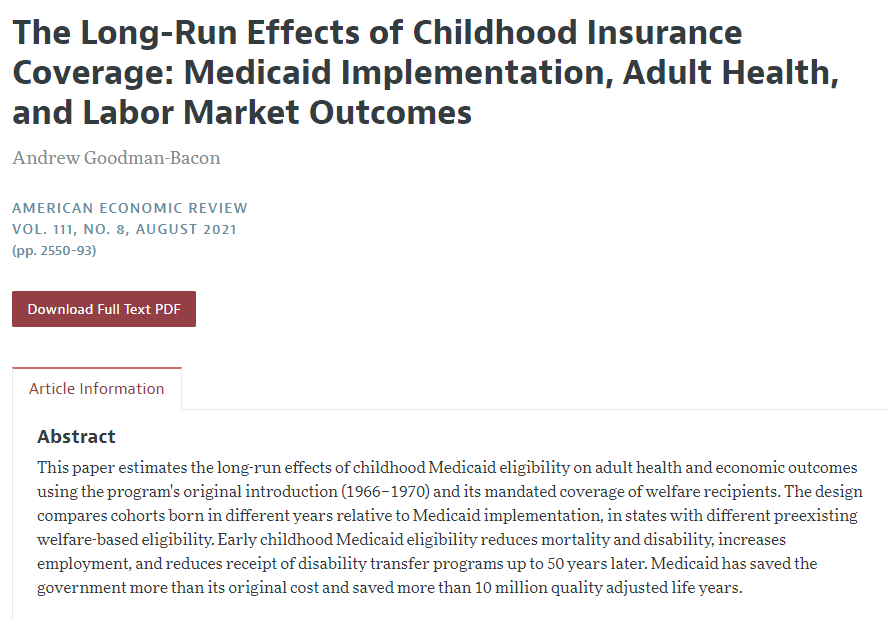 The Long-Run Effects of Childhood Insurance
Coverage: Medicaid Implementation, Adult Health,
and Labor Market Outcomes
Andrew Goodman-Bacon
AMERICAN ECONOMIC REVIEW
VOL. 111, NO. 8, AUGUST 2021
(pp. 2550-93)
Download Full Text PDF
Article Information
Abstract
This paper estimates the long-run effects of childhood Medicaid eligibility on adult health and economic outcomes
using the program's original introduction (1966–1970) and its mandated coverage of welfare recipients. The design
compares cohorts born in different years relative to Medicaid implementation, in states with different preexisting
welfare-based eligibility. Early childhood Medicaid eligibility reduces mortality and disability, increases
employment, and reduces receipt of disability transfer programs up to 50 years later. Medicaid has saved the
government more than its original cost and saved more than 10 million quality adjusted life years.